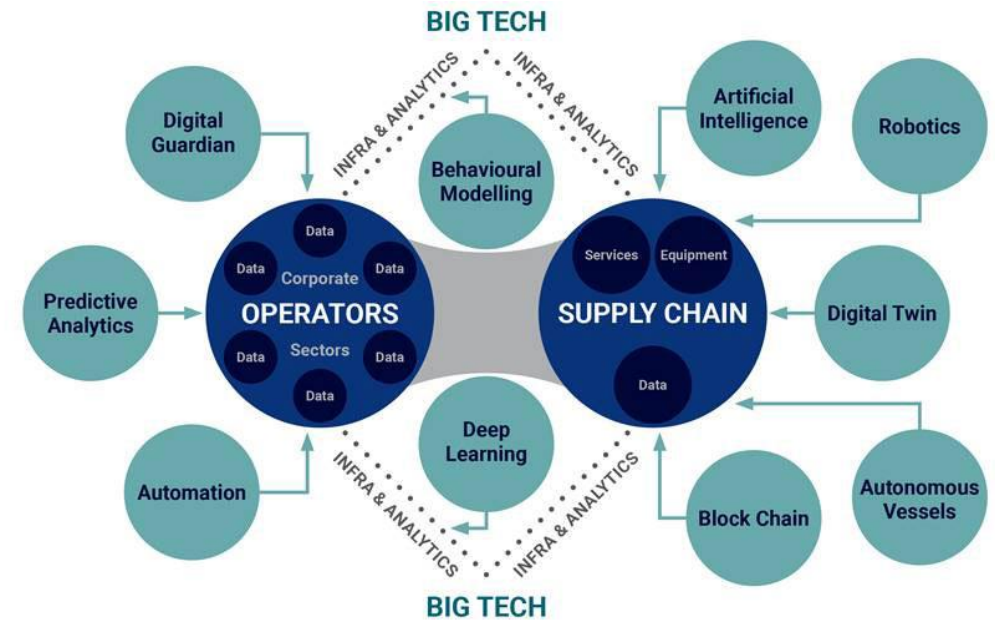 BIG TECH
INFRA & ANALYTICS
INFRA & ANALYTICS
Digital
Guardian
Behavioural
Modelling
Artificial
Intelligence
Robotics
Predictive
Analytics
Data
Data
Data
Corporate
OPERATORS
Sectors
Data
Data
Data
Services
Equipment
SUPPLY CHAIN
Data
Digital Twin
Automation
Deep
Learning
Block Chain
Autonomous
Vessels
INFRA & ANALYTICS
INFRA & ANALYTICS
BIG TECH